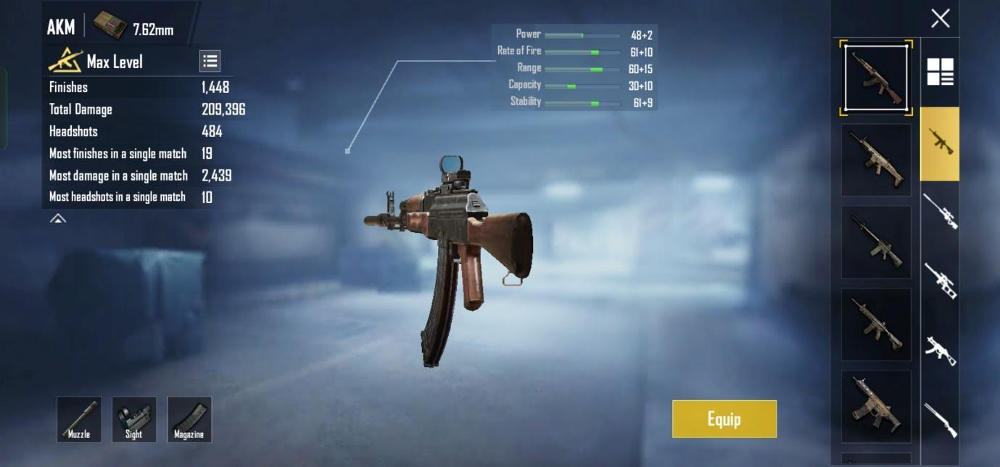 AKM 7.62mm
Max Level
Finishes 1,448
Total Damage 209,396
Headshots 484
Most finishes in a single match 19
Most damage in a single match 2,439
Most headshots in a single match 10
Power 48+2
Rate of Fire 61+10
Range 60+15
Capacity 30+10
Stability 61+9
Muzzle
Sight
Magazine
Equip